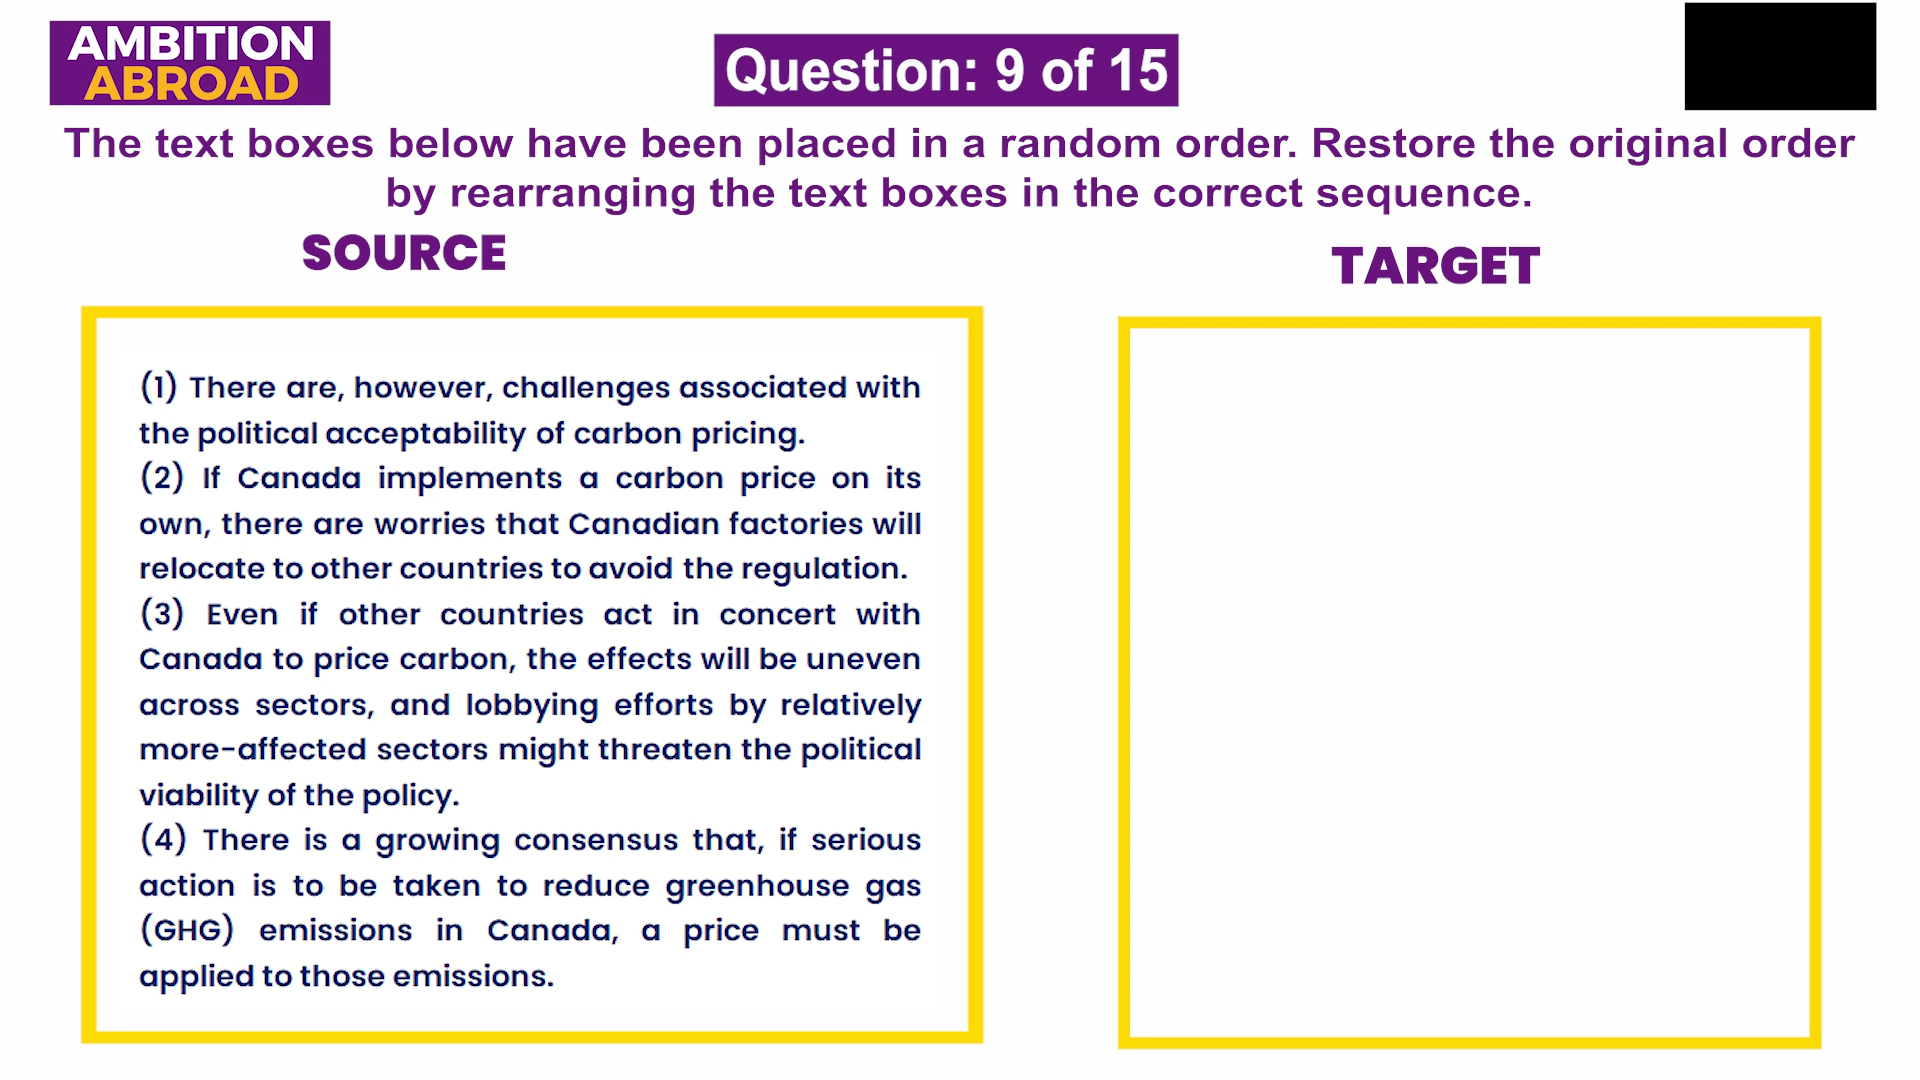 AMBITION
ABROAD
Question: 9 of 15
The text boxes below have been placed in a random order. Restore the original order
by rearranging the text boxes in the correct sequence.
SOURCE
TARGET
(1) There are, however, challenges associated with
the political acceptability of carbon pricing.
(2) If Canada implements a carbon price on its
own, there are worries that Canadian factories will
relocate to other countries to avoid the regulation.
(3) Even if other countries act in concert with
Canada to price carbon, the effects will be uneven
across sectors, and lobbying efforts by relatively
more-affected sectors might threaten the political
viability of the policy.
(4) There is a growing consensus that, if serious
action is to be taken to reduce greenhouse gas
(GHG) emissions in Canada, a price must be
applied to those emissions.